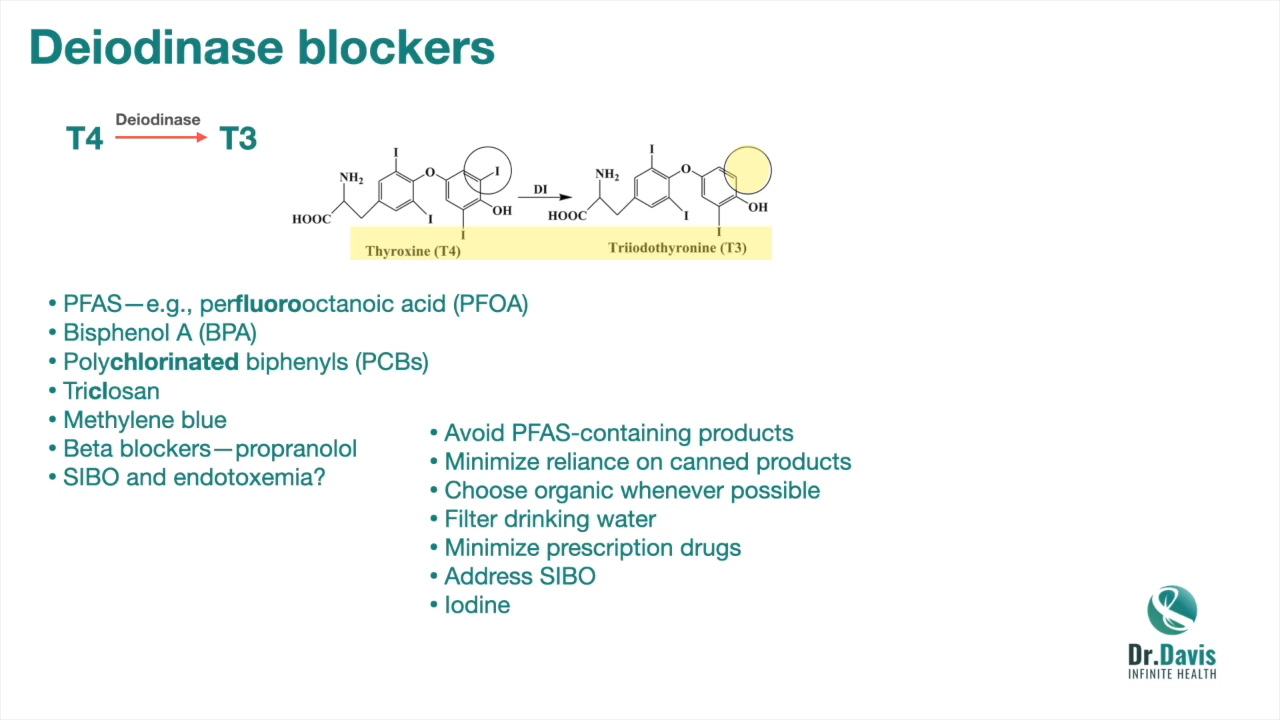 Deiodinase blockers
Deiodinase
T4 T3
I
O
I
NH₂
HOOC
I
OH
I
Thyroxine (T4)
DI
I
O
NH₂
HOOC
I
OH
I
Triiodothyronine (T3)
• PFAS—e.g., perfluorooctanoic acid (PFOA)
• Bisphenol A (BPA)
• Polychlorinated biphenyls (PCBs)
• Triclosan
• Methylene blue
• Beta blockers—propranolol
• SIBO and endotoxemia?
• Avoid PFAS-containing products
• Minimize reliance on canned products
• Choose organic whenever possible
• Filter drinking water
• Minimize prescription drugs
• Address SIBO
• Iodine
Dr.Davis
INFINITE HEALTH